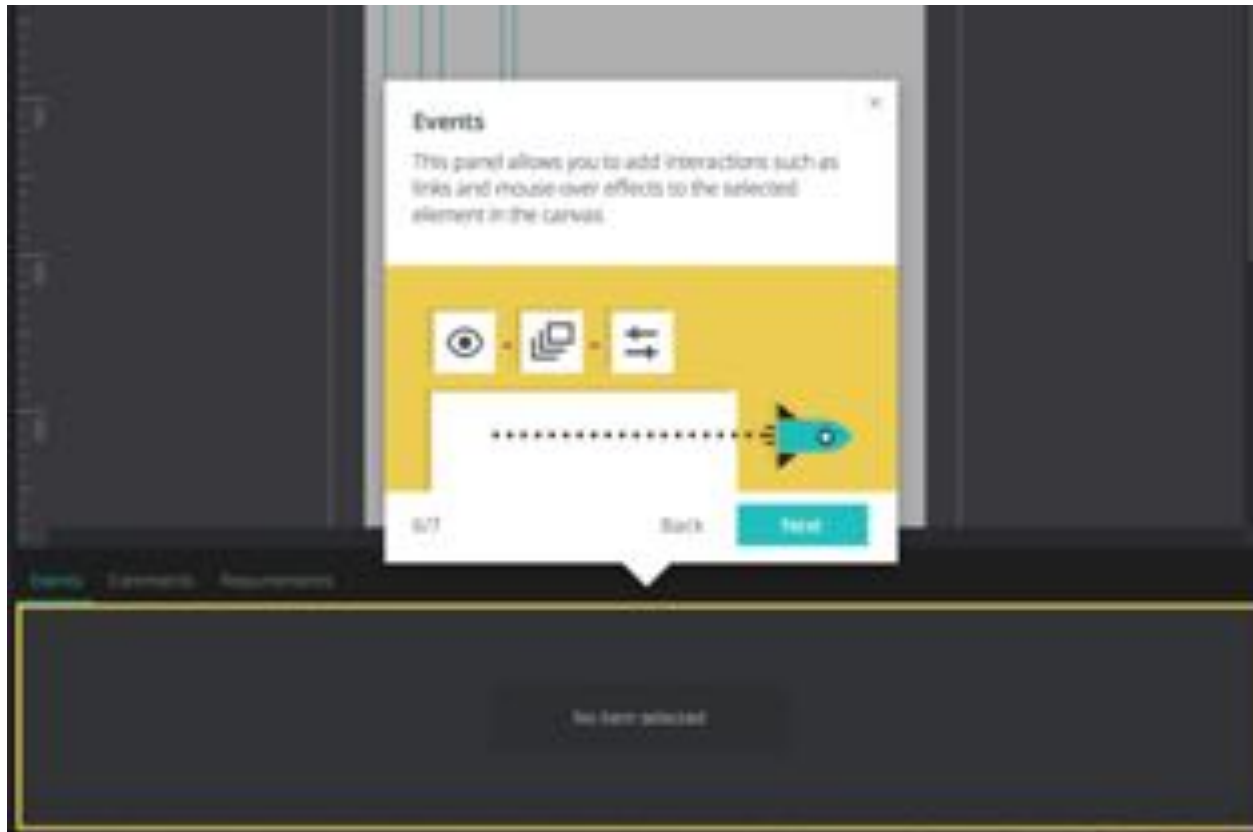 Events
This panel allows you to add interactions such as
links and mouse-over effects to the selected
element in the canvas
6/7
Back
Next
Events
Comments
Requirements
No item selected